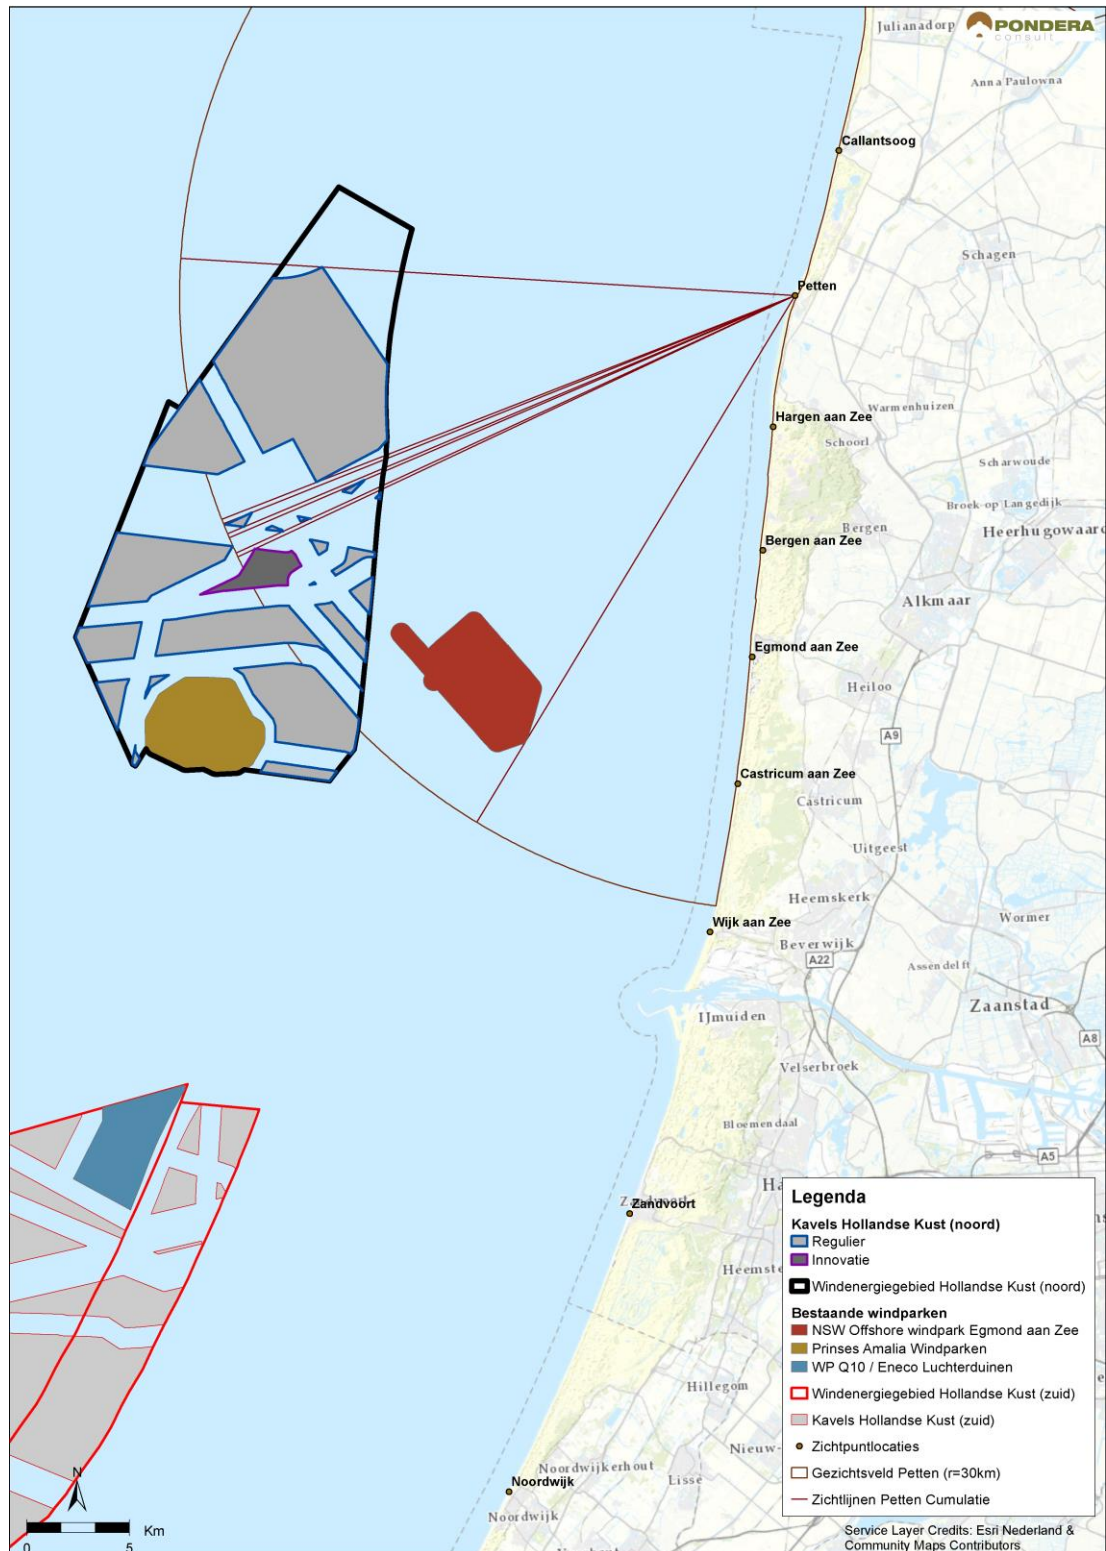 PONDERA
consult
Julianadorp
Anna Paulowna
Callantsoog
Schagen
Petten
Hargen aan Zee
Warmenhuizen
Schoorl
Scharwoude
Broek op Langedijk
Bergen
Heerhugowaard
Bergen aan Zee
Alkmaar
Egmond aan Zee
Heiloo
A9
Castricum aan Zee
Castricum
Uitgeest
Heemskerk
Wijk aan Zee
Wormer
Beverwijk
A22
Assendelft
Zaanstad
IJmuiden
A8
Velserbroek
Bloemendaal
A5
Zandvoort
Zandvoort
Heemste
Hillegom
Nieuw-
Noordwijkerhout
Lisse
Noordwijk
Noordwijk
N
0 5 Km
Legenda
Kavels Hollandse Kust (noord)
Regulier
Innovatie
Windenergiegebied Hollandse Kust (noord)
Bestaande windparken
NSW Offshore windpark Egmond aan Zee
Prinses Amalia Windparken
WP Q10 / Eneco Luchterduinen
Windenergiegebied Hollandse Kust (zuid)
Kavels Hollandse Kust (zuid)
Zichtpuntlocaties
Gezichtsveld Petten (r=30km)
Zichtlijnen Petten Cumulatie
Service Layer Credits: Esri Nederland &
Community Maps Contributors